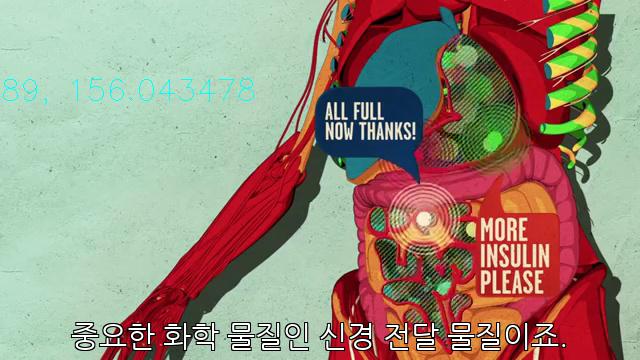 89, 156.043478
ALL FULL
NOW THANKS!
MORE
INSULIN
PLEASE
중요한 화학 물질인 신경 전달 물질이죠.